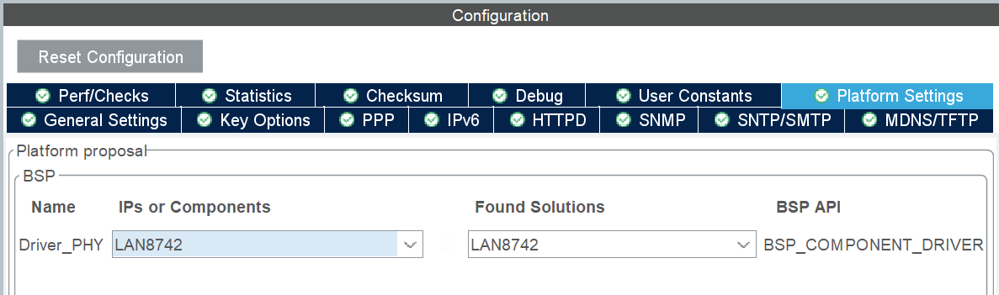 Configuration
Reset Configuration
Perf/Checks Statistics Checksum Debug User Constants Platform Settings
General Settings Key Options PPP IPv6 HTTPD SNMP SNTP/SMTP MDNS/TFTP
Platform proposal
BSP
Name IPs or Components Found Solutions BSP API
Driver_PHY LAN8742 LAN8742 BSP_COMPONENT_DRIVER